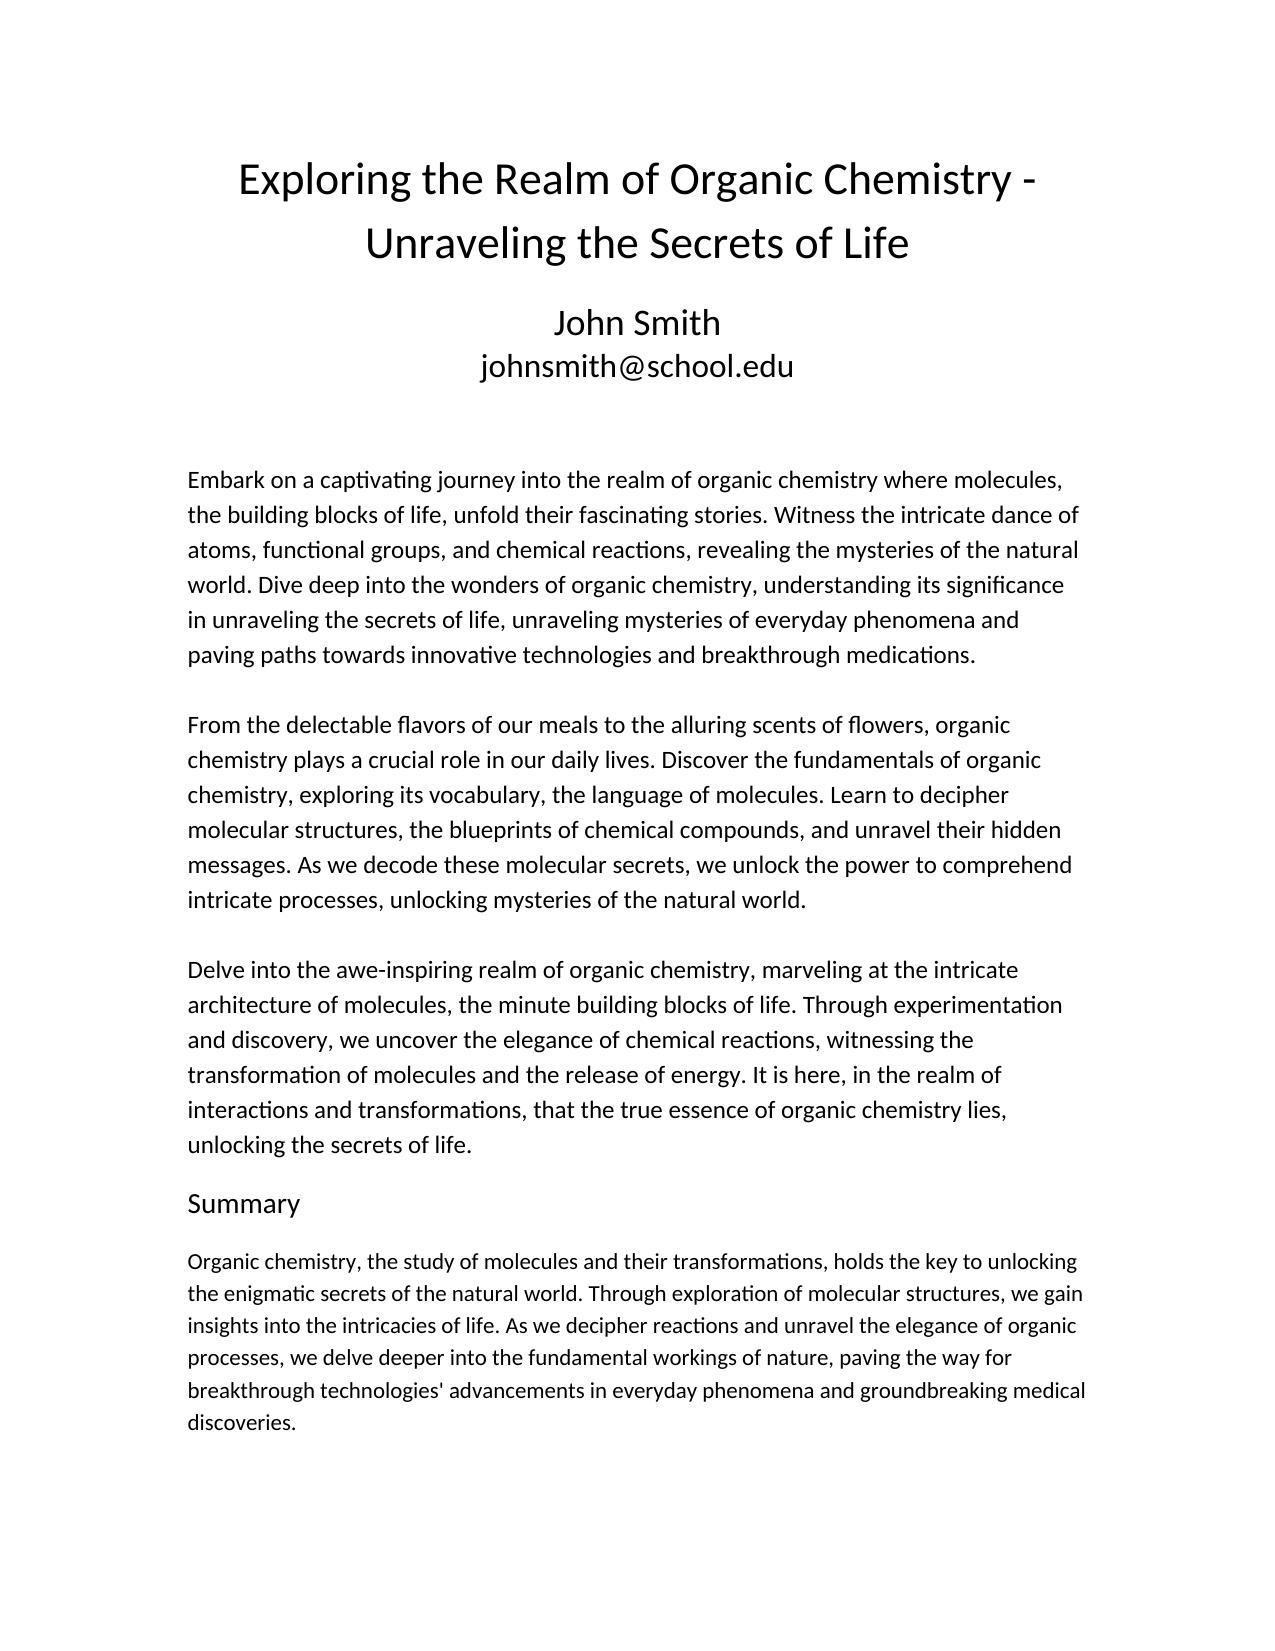 Exploring the Realm of Organic Chemistry -
Unraveling the Secrets of Life
John Smith
johnsmith@school.edu
Embark on a captivating journey into the realm of organic chemistry where molecules,
the building blocks of life, unfold their fascinating stories. Witness the intricate dance of
atoms, functional groups, and chemical reactions, revealing the mysteries of the natural
world. Dive deep into the wonders of organic chemistry, understanding its significance
in unraveling the secrets of life, unraveling mysteries of everyday phenomena and
paving paths towards innovative technologies and breakthrough medications.
From the delectable flavors of our meals to the alluring scents of flowers, organic
chemistry plays a crucial role in our daily lives. Discover the fundamentals of organic
chemistry, exploring its vocabulary, the language of molecules. Learn to decipher
molecular structures, the blueprints of chemical compounds, and unravel their hidden
messages. As we decode these molecular secrets, we unlock the power to comprehend
intricate processes, unlocking mysteries of the natural world.
Delve into the awe-inspiring realm of organic chemistry, marveling at the intricate
architecture of molecules, the minute building blocks of life. Through experimentation
and discovery, we uncover the elegance of chemical reactions, witnessing the
transformation of molecules and the release of energy. It is here, in the realm of
interactions and transformations, that the true essence of organic chemistry lies,
unlocking the secrets of life.
Summary
Organic chemistry, the study of molecules and their transformations, holds the key to unlocking
the enigmatic secrets of the natural world. Through exploration of molecular structures, we gain
insights into the intricacies of life. As we decipher reactions and unravel the elegance of organic
processes, we delve deeper into the fundamental workings of nature, paving the way for
breakthrough technologies' advancements in everyday phenomena and groundbreaking medical
discoveries.